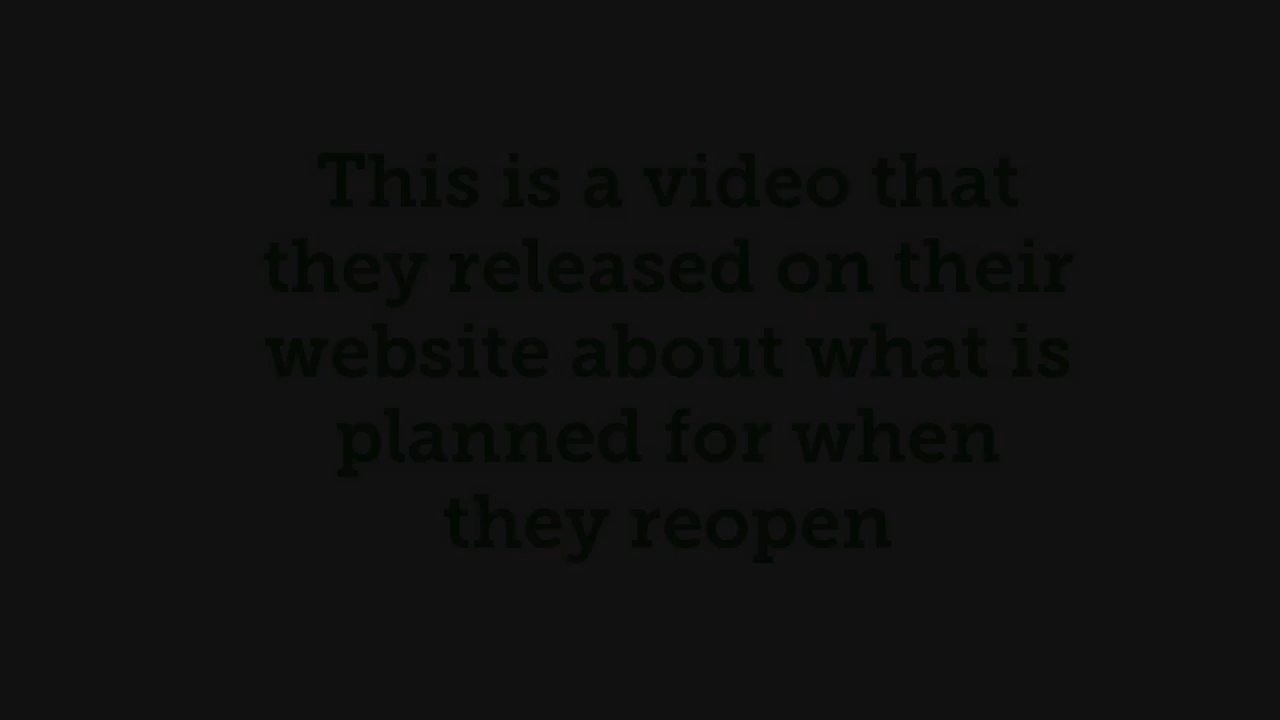 This is a video that
they released on their
website about what is
planned for when
they reopen